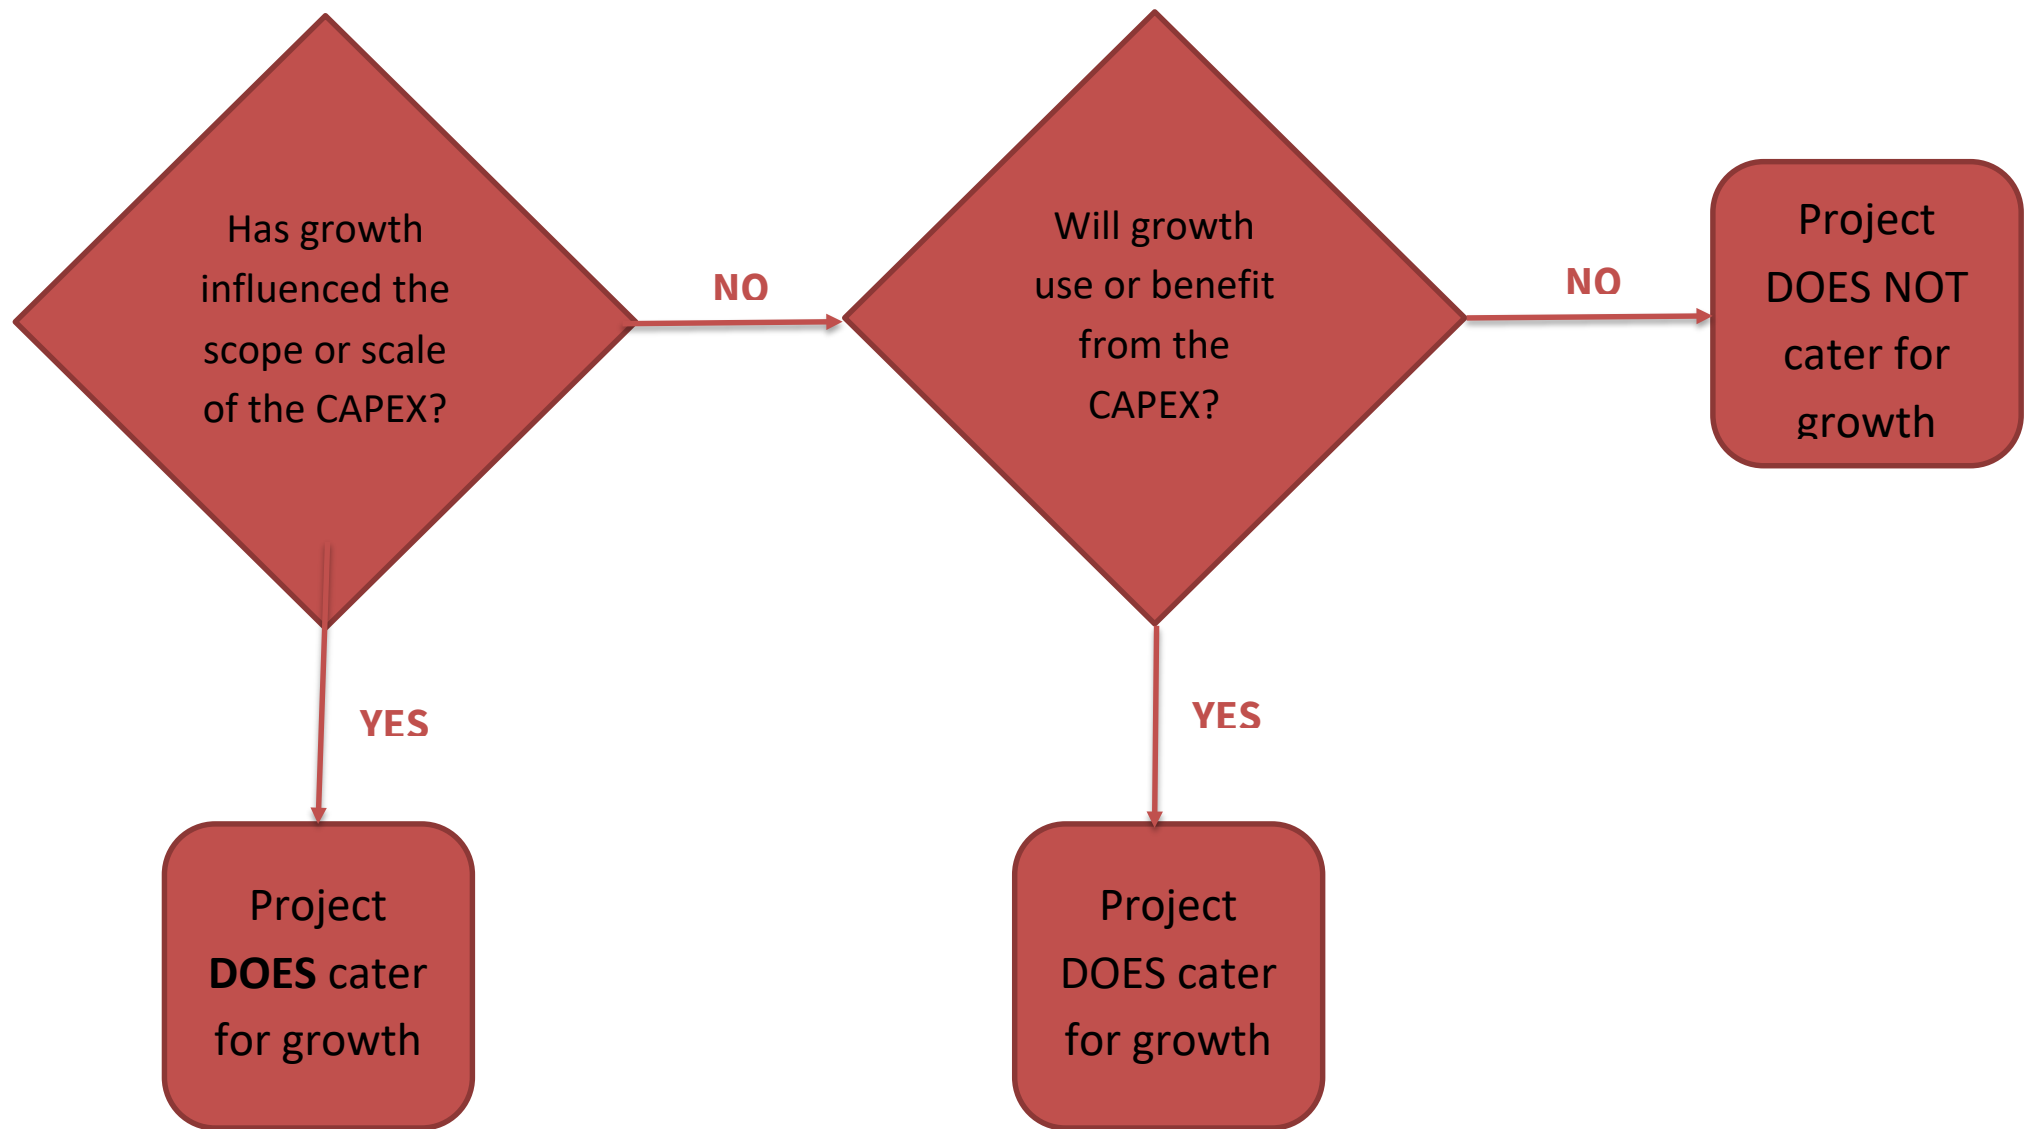 Has growth
influenced the
scope or scale
of the CAPEX?
NO
Will growth
use or benefit
from the
CAPEX?
NO
Project
DOES NOT
cater for
growth
YES
YES
Project
DOES cater
for growth
Project
DOES cater
for growth